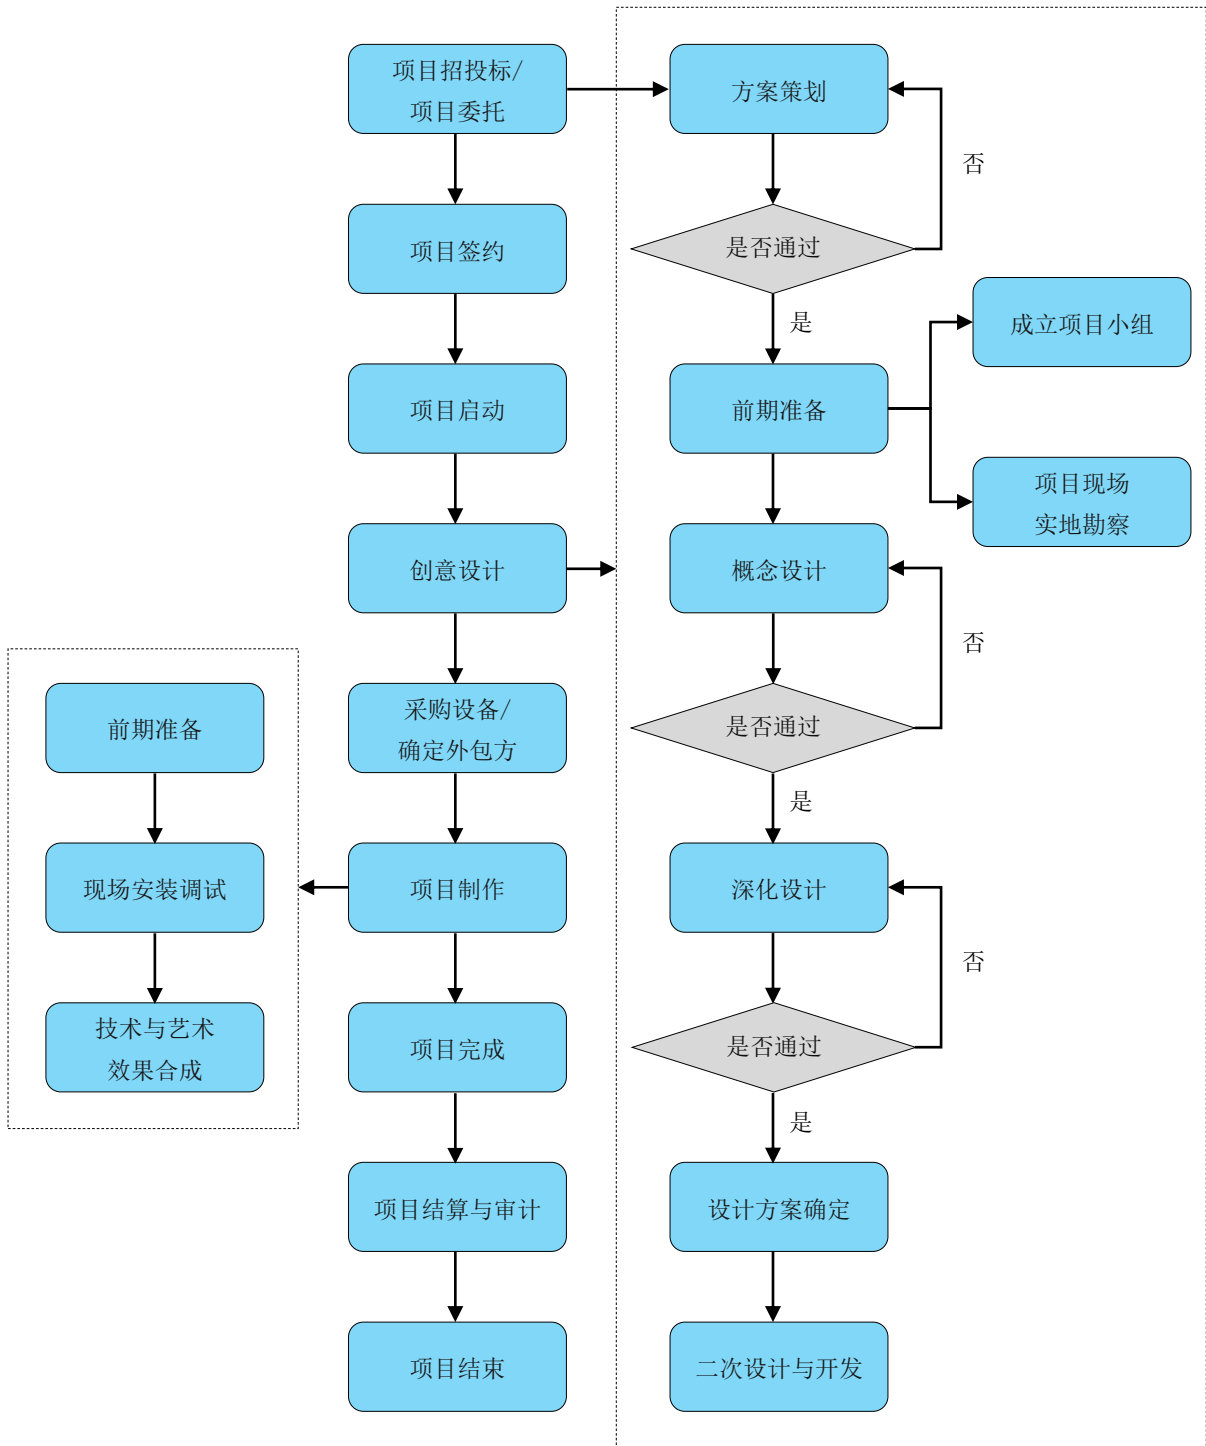 项目招投标/
项目委托
项目签约
项目启动
创意设计
采购设备/
确定外包方
项目制作
项目完成
项目结算与审计
项目结束
前期准备
现场安装调试
技术与艺术
效果合成
方案策划
是否通过
否
是
前期准备
成立项目小组
项目现场
实地勘察
概念设计
是否通过
否
是
深化设计
是否通过
否
是
设计方案确定
二次设计与开发